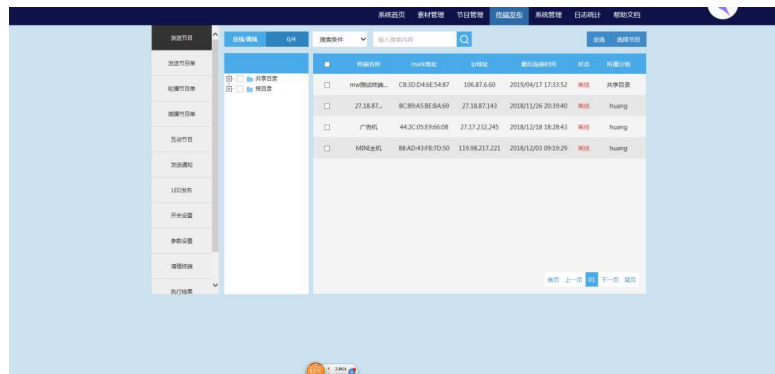 系统首页 素材管理 节目管理 终端发布 系统管理 日志统计 帮助文档
发送节目
发送节目单
轮播节目单
插播节目单
互动节目
发送通知
LED发布
开关设置
参数设置
清理终端
执行结果
在线/离线 0/4
共享目录
根目录
搜索条件 输入搜索内容 全选 选择节目
终端名称 mark地址 ip地址 最后连接时间 状态 所属分组
mw测试终端... C8:3D:D4:6E:54:87 106.87.6.60 2019/04/17 17:33:52 离线 共享目录
27.18.87... 8C:89:A5:BE:BA:69 27.18.87.143 2018/11/26 20:39:40 离线 huang
广告机 44:2C:05:E9:66:08 27.17.232.245 2018/12/18 18:28:43 离线 huang
MINI主机 B8:AD:43:FB:7D:50 119.98.217.221 2018/12/03 09:19:29 离线 huang
首页 上一页 01 下一页 尾页